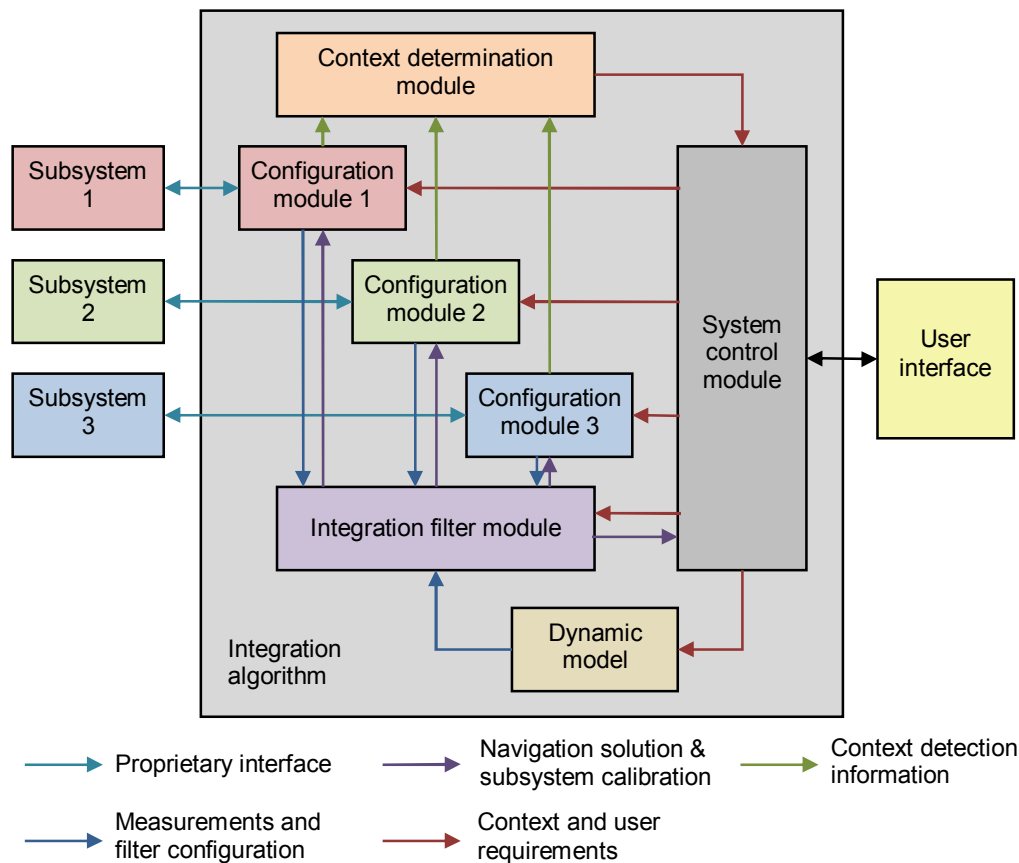 Context determination
module
Subsystem
1
Configuration
module 1
Subsystem
2
Configuration
module 2
System
control
module
User
interface
Subsystem
3
Configuration
module 3
Integration filter module
Dynamic
model
Integration
algorithm
Proprietary interface
Navigation solution &
subsystem calibration
Context detection
information
Measurements and
filter configuration
Context and user
requirements